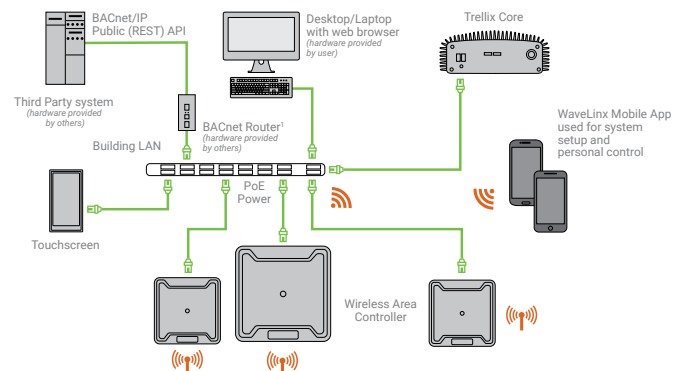 BACnet/IP
Public (REST) API
Desktop/Laptop
with web browser
(hardware provided
by user)
Trellix Core
Third Party system
(hardware provided
by others)
BACnet Router¹
(hardware provided
by others)
Building LAN
WaveLinx Mobile App
used for system
setup and
personal control
PoE
Power
Touchscreen
Wireless Area
Controller